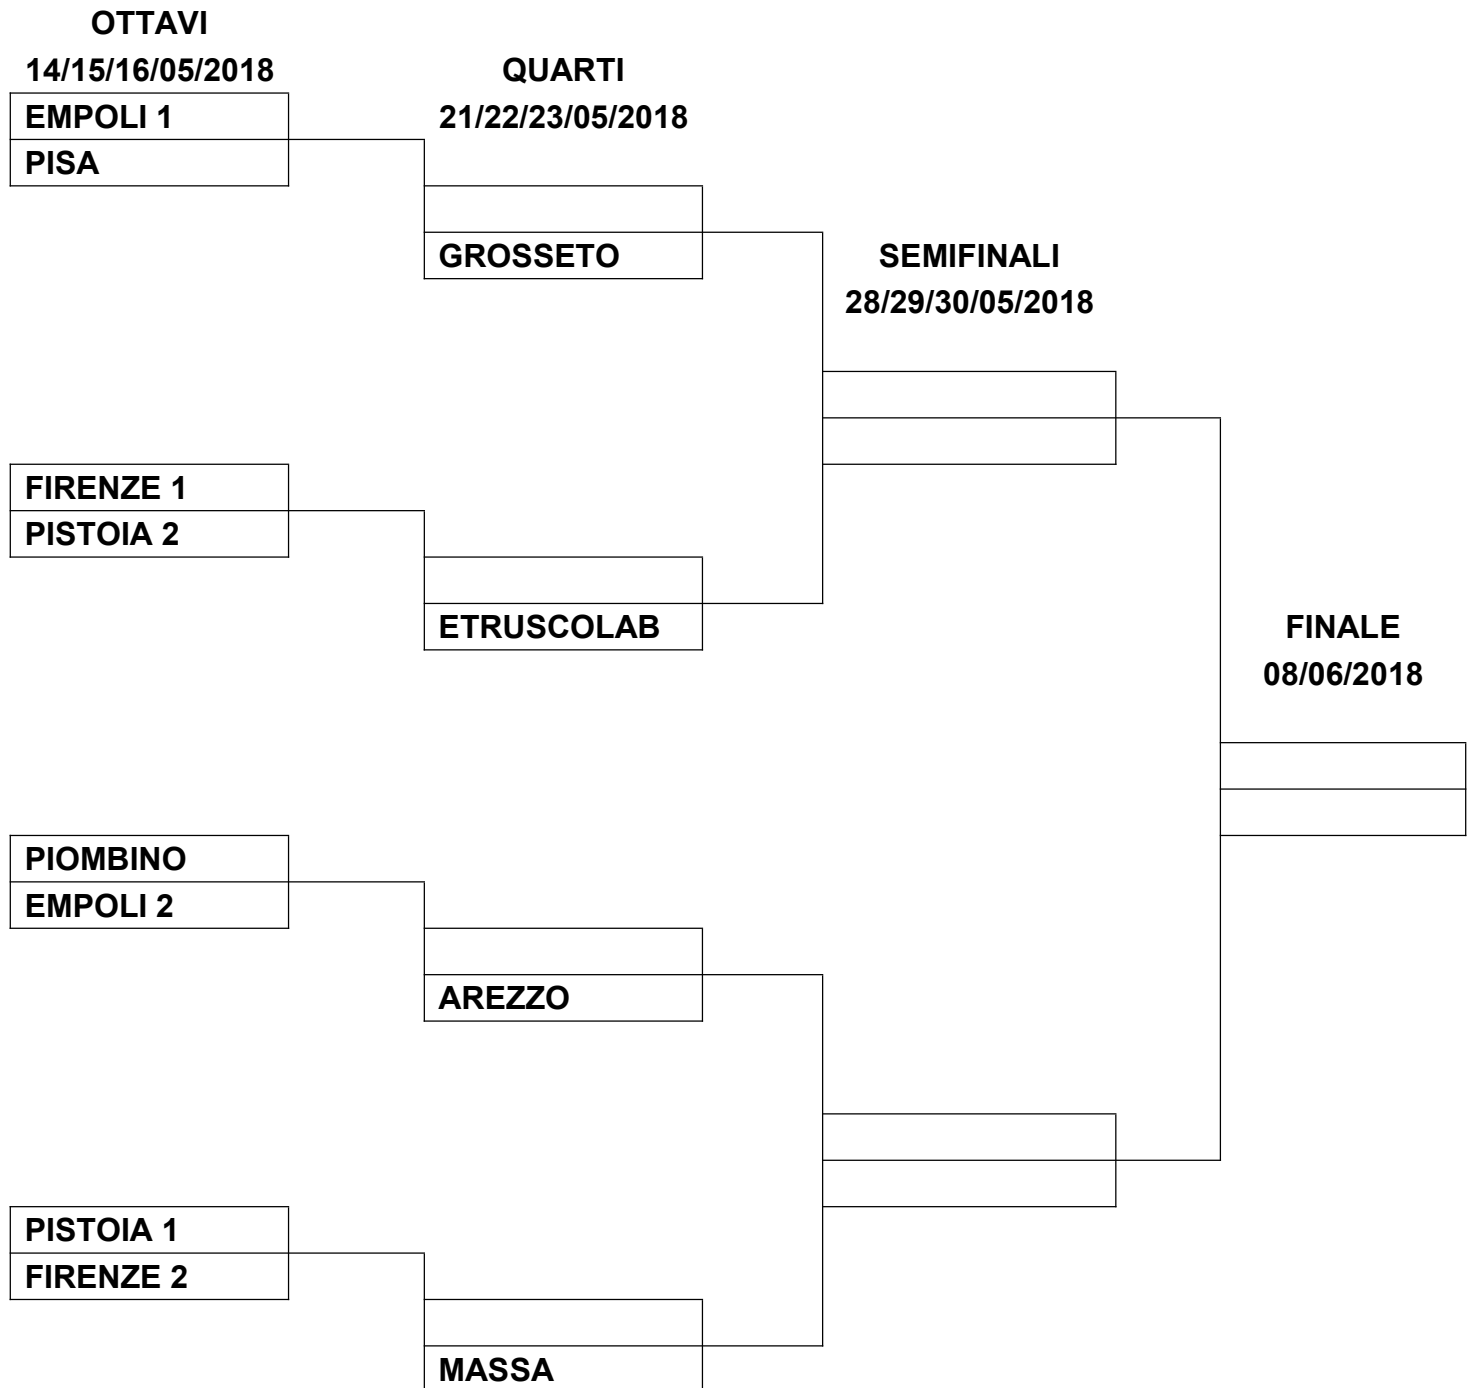 OTTAVI
14/15/16/05/2018
QUARTI
EMPOLI 1
21/22/23/05/2018
PISA
GROSSETO
SEMIFINALI
28/29/30/05/2018
FIRENZE 1
PISTOIA 2
ETRUSCOLAB
FINALE
08/06/2018
PIOMBINO
EMPOLI 2
AREZZO
PISTOIA 1
FIRENZE 2
MASSA